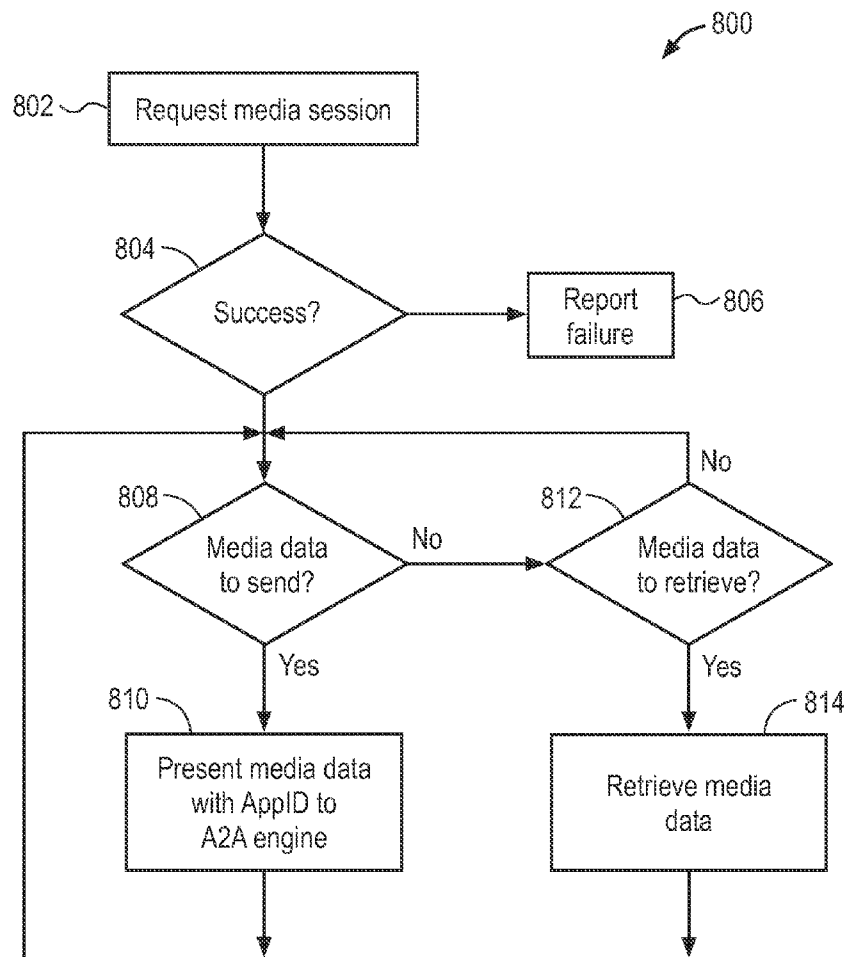 800
802
Request media session
804
Success?
Report
failure
806
808
Media data
to send?
No
812
No
Media data
to retrieve?
Yes
Yes
810
Present media data
with AppID to
A2A engine
814
Retrieve media
data